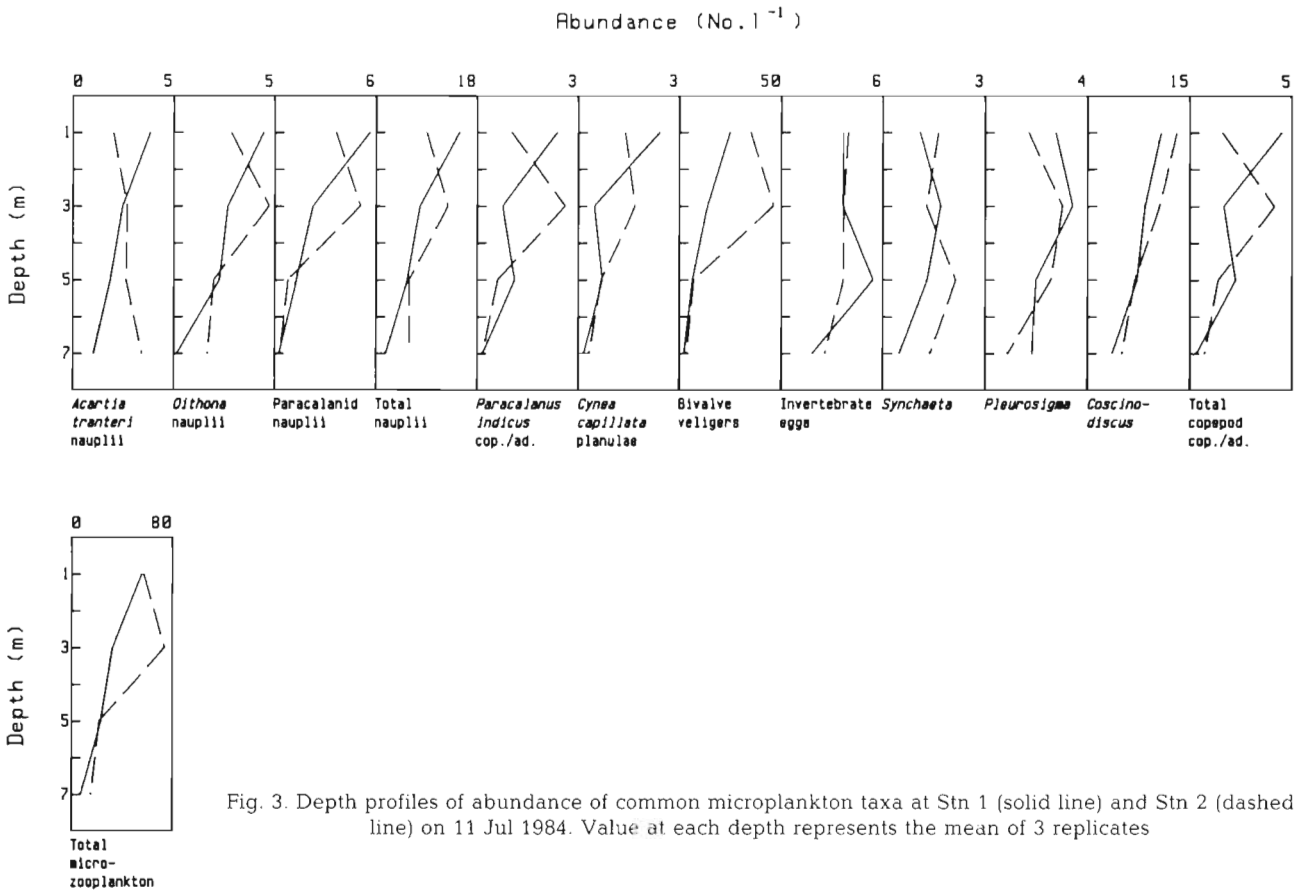 Abundance (No.l⁻¹)
0 5 5 6 18 3 3 50 6 3 4 15 5
Depth (m)
1
3
5
7
Acartia tranteri nauplii
Oithona nauplii
Paracalanid nauplii
Total nauplii
Paracalanus indicus cop./ad.
Cynea capillata planulae
Bivalve veligers
Invertebrate eggs
Synchaeta
Pleurosigma
Coscino-discus
Total copepod cop./ad.
0 80
Depth (m)
1
3
5
7
Total
micro-
zooplankton
Fig. 3. Depth profiles of abundance of common microplankton taxa at Stn 1 (solid line) and Stn 2 (dashed
line) on 11 Jul 1984. Value at each depth represents the mean of 3 replicates